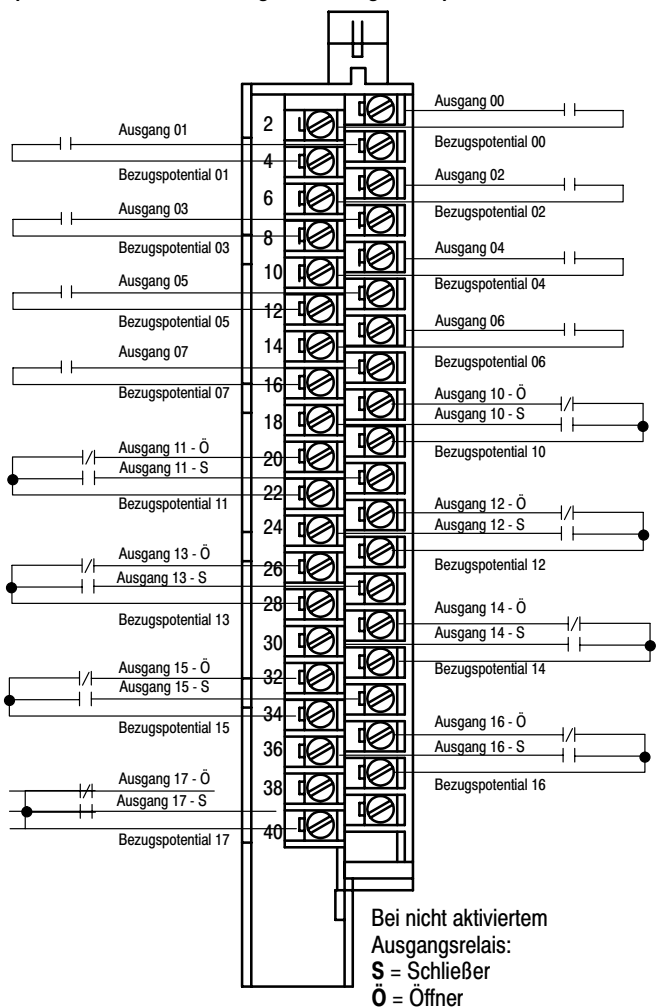 Ausgang 00
2
Ausgang 01
Bezugspotential 00
4
Bezugspotential 01
Ausgang 02
6
Ausgang 03
Bezugspotential 02
8
Bezugspotential 03
Ausgang 04
10
Ausgang 05
Bezugspotential 04
12
Bezugspotential 05
Ausgang 06
14
Ausgang 07
Bezugspotential 06
16
Bezugspotential 07
Ausgang 10 - Ö
18
Ausgang 10 - S
Ausgang 11 - Ö
Bezugspotential 10
20
Ausgang 11 - S
22
Bezugspotential 11
Ausgang 12 - Ö
24
Ausgang 12 - S
Ausgang 13 - Ö
Bezugspotential 12
26
Ausgang 13 - S
28
Bezugspotential 13
Ausgang 14 - Ö
30
Ausgang 14 - S
Ausgang 15 - Ö
Bezugspotential 14
32
Ausgang 15 - S
34
Bezugspotential 15
Ausgang 16 - Ö
36
Ausgang 16 - S
Ausgang 17 - Ö
Bezugspotential 16
38
Ausgang 17 - S
40
Bezugspotential 17
Bei nicht aktiviertem
Ausgangsrelais:
S = Schließer
Ö = Öffner